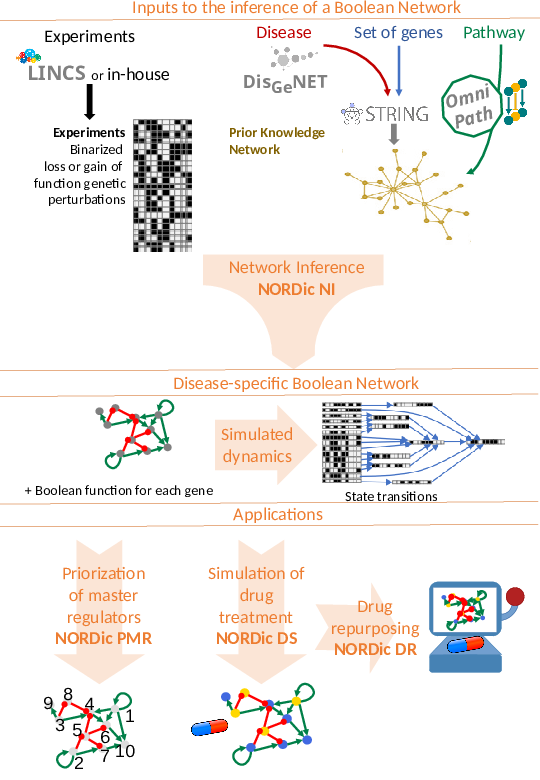 Inputs to the inference of a Boolean Network
Experiments
LINCS or in-house
Experiments
Binarized
loss or gain of
function genetic
perturbations
Disease
Set of genes
Pathway
DisGeNET
STRING
Omni
Path
Prior Knowledge
Network
Network Inference
NORDic NI
Disease-specific Boolean Network
Simulated
dynamics
+ Boolean function for each gene
State transitions
Applications
Priorization
of master
regulators
NORDic PMR
Simulation of
drug
treatment
NORDic DS
Drug
repurposing
NORDic DR
9
8
4
1
3
5
6
2
7
10